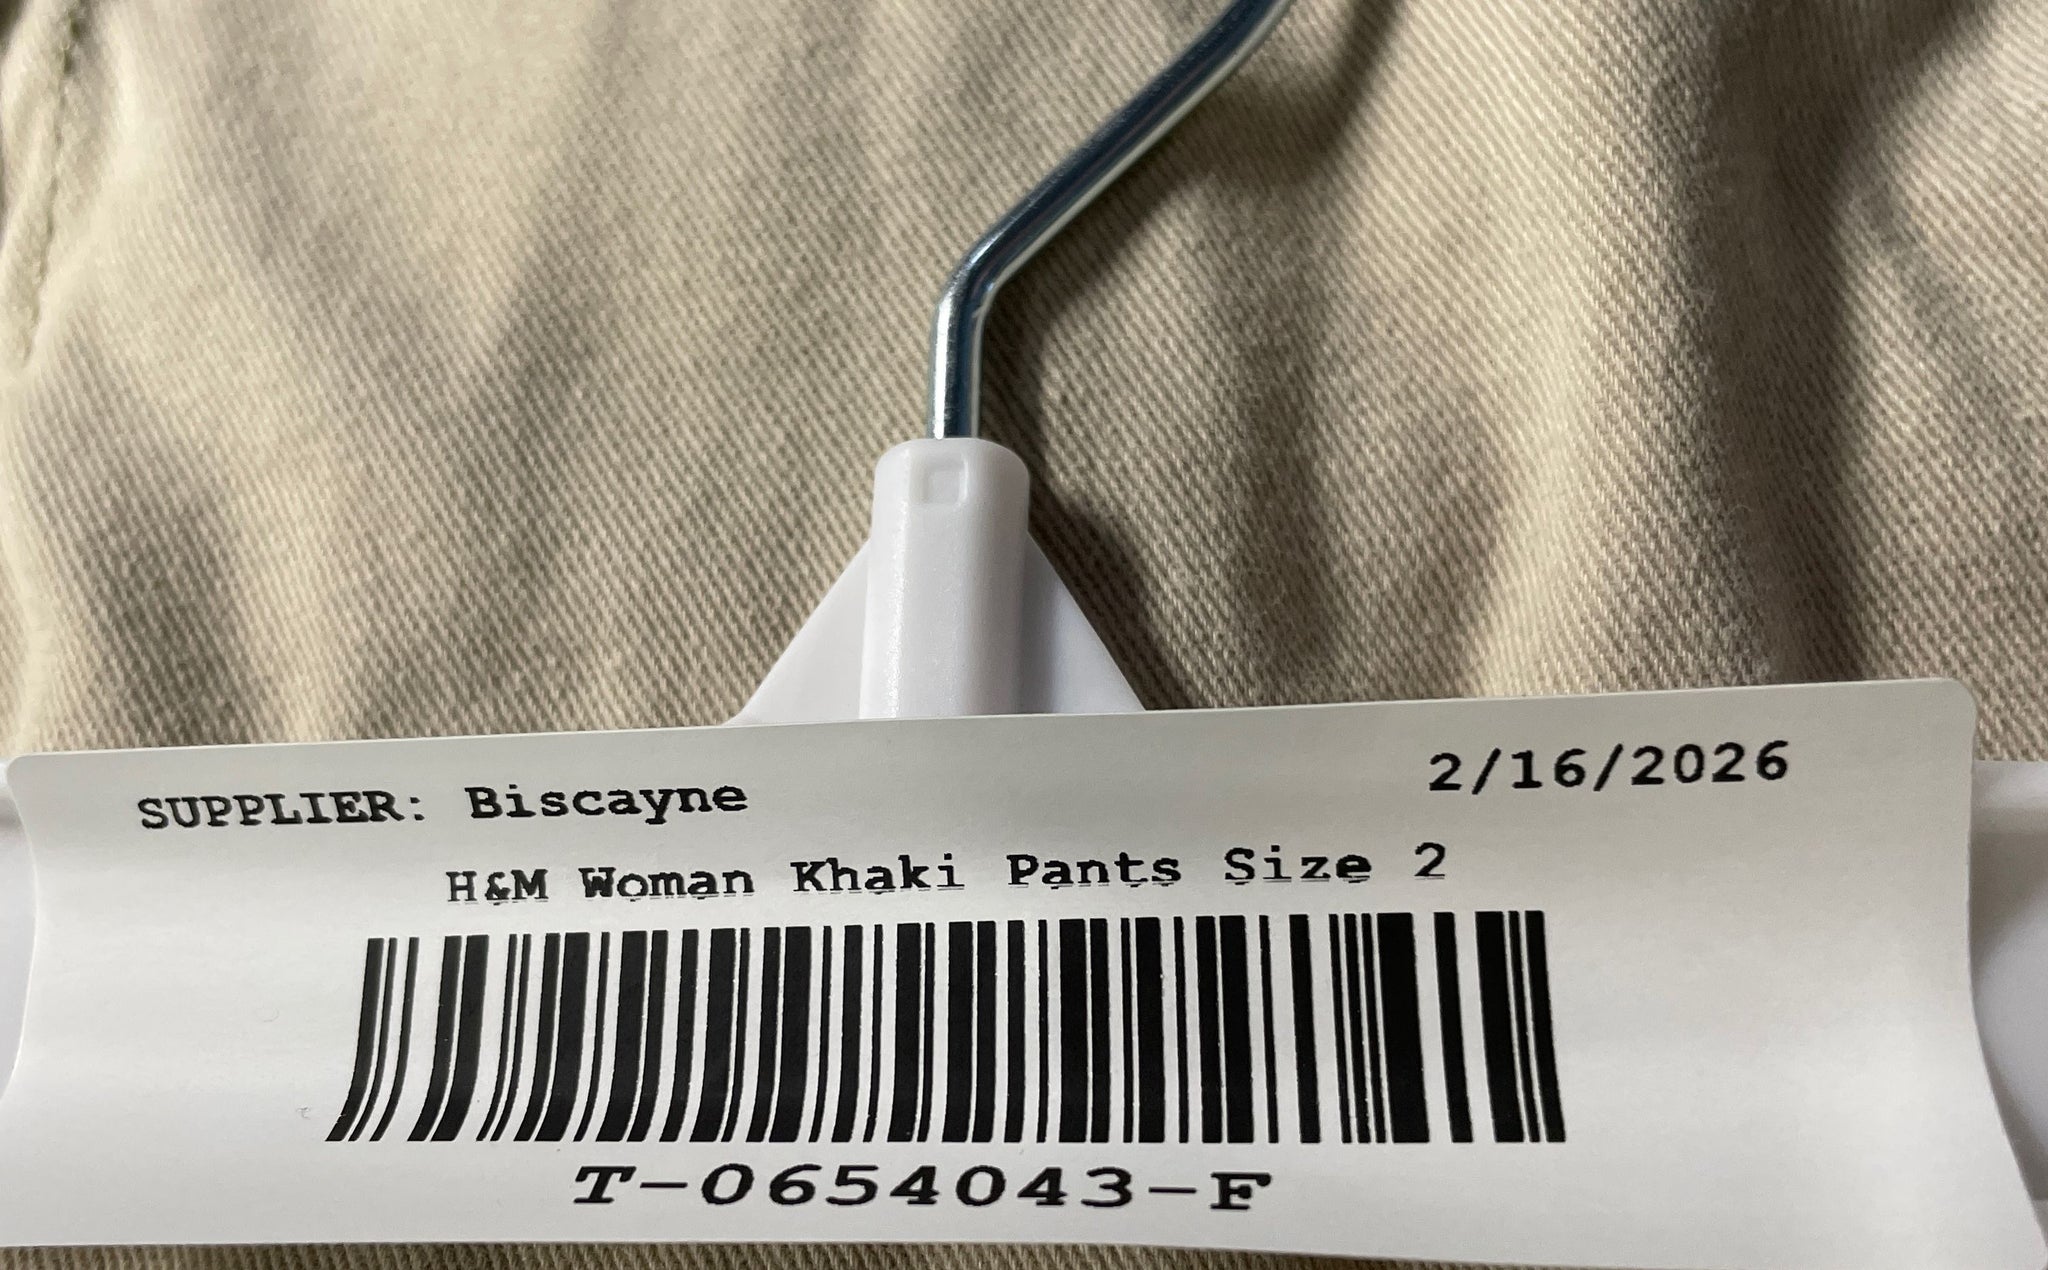 SUPPLIER: Biscayne 2/16/2026
H&M Woman Khaki Pants Size 2
T-0654043-F